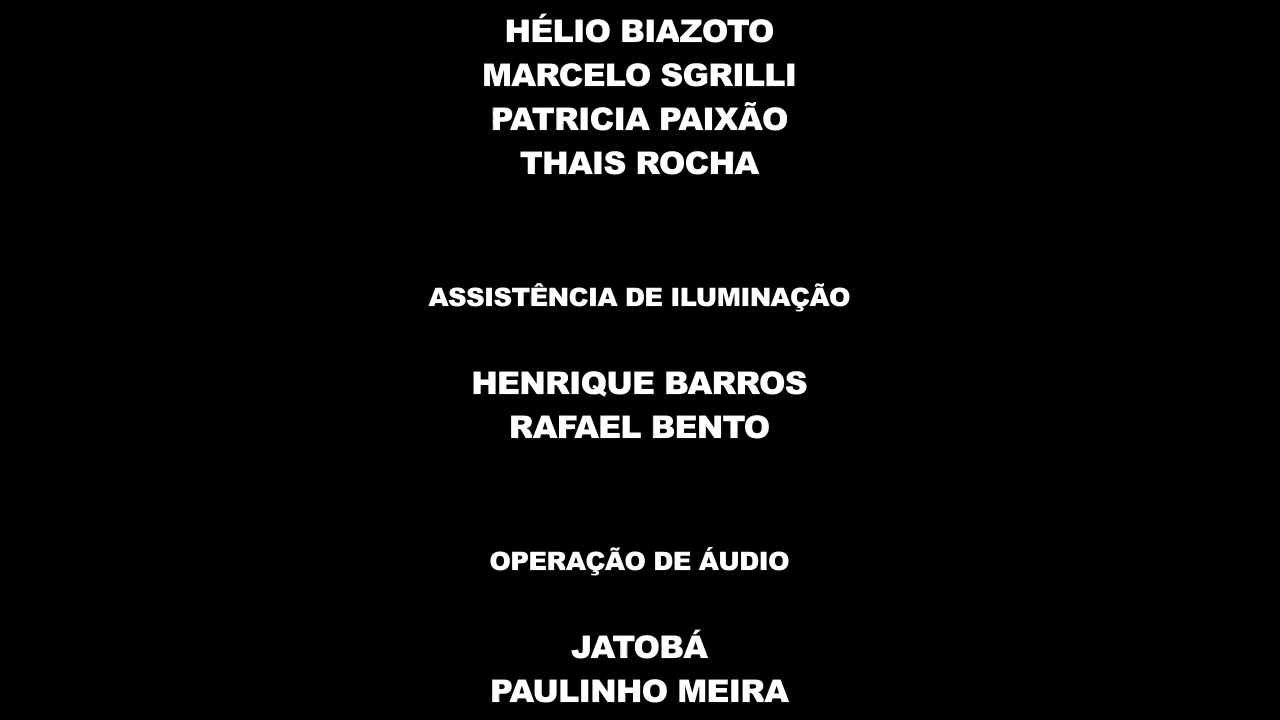 HÉLIO BIAZOTO
MARCELO SGRILLI
PATRICIA PAIXÃO
THAIS ROCHA
ASSISTÊNCIA DE ILUMINAÇÃO
HENRIQUE BARROS
RAFAEL BENTO
OPERAÇÃO DE ÁUDIO
JATOBÁ
PAULINHO MEIRA